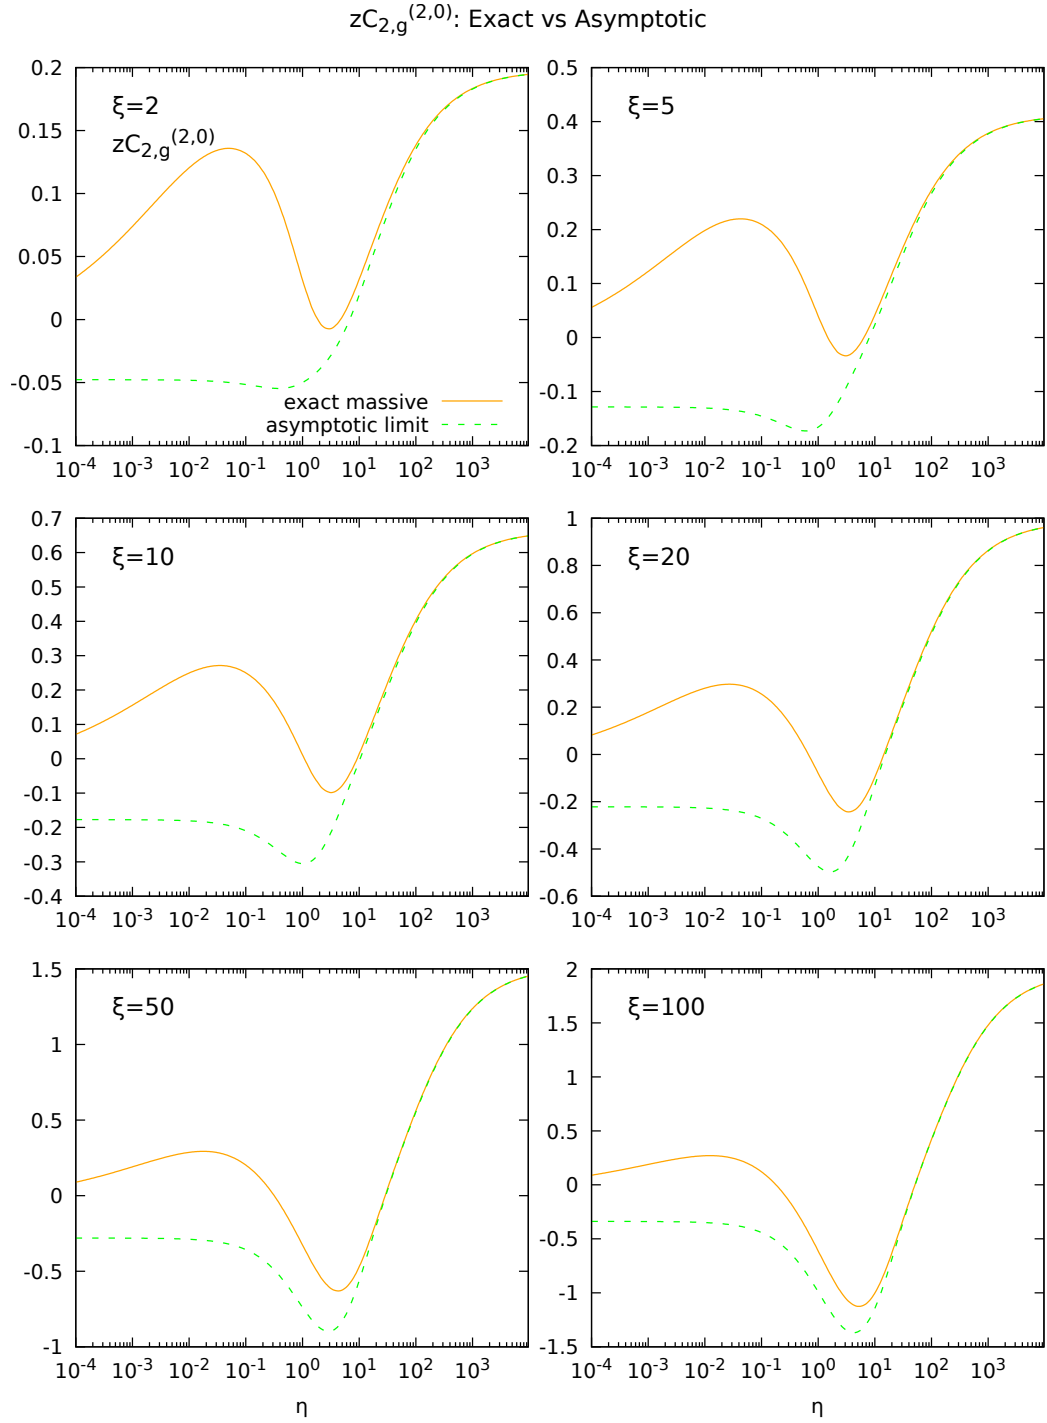 zC2,g(2,0): Exact vs Asymptotic
ξ=2
zC2,g(2,0)
exact massive
asymptotic limit
0.2
0.15
0.1
0.05
0
-0.05
-0.1
10-4 10-3 10-2 10-1 100 101 102 103
ξ=5
0.5
0.4
0.3
0.2
0.1
0
-0.1
-0.2
10-4 10-3 10-2 10-1 100 101 102 103
ξ=10
0.7
0.6
0.5
0.4
0.3
0.2
0.1
0
-0.1
-0.2
-0.3
-0.4
10-4 10-3 10-2 10-1 100 101 102 103
ξ=20
1
0.8
0.6
0.4
0.2
0
-0.2
-0.4
-0.6
10-4 10-3 10-2 10-1 100 101 102 103
ξ=50
1.5
1
0.5
0
-0.5
-1
10-4 10-3 10-2 10-1 100 101 102 103
η
ξ=100
2
1.5
1
0.5
0
-0.5
-1
-1.5
10-4 10-3 10-2 10-1 100 101 102 103
η